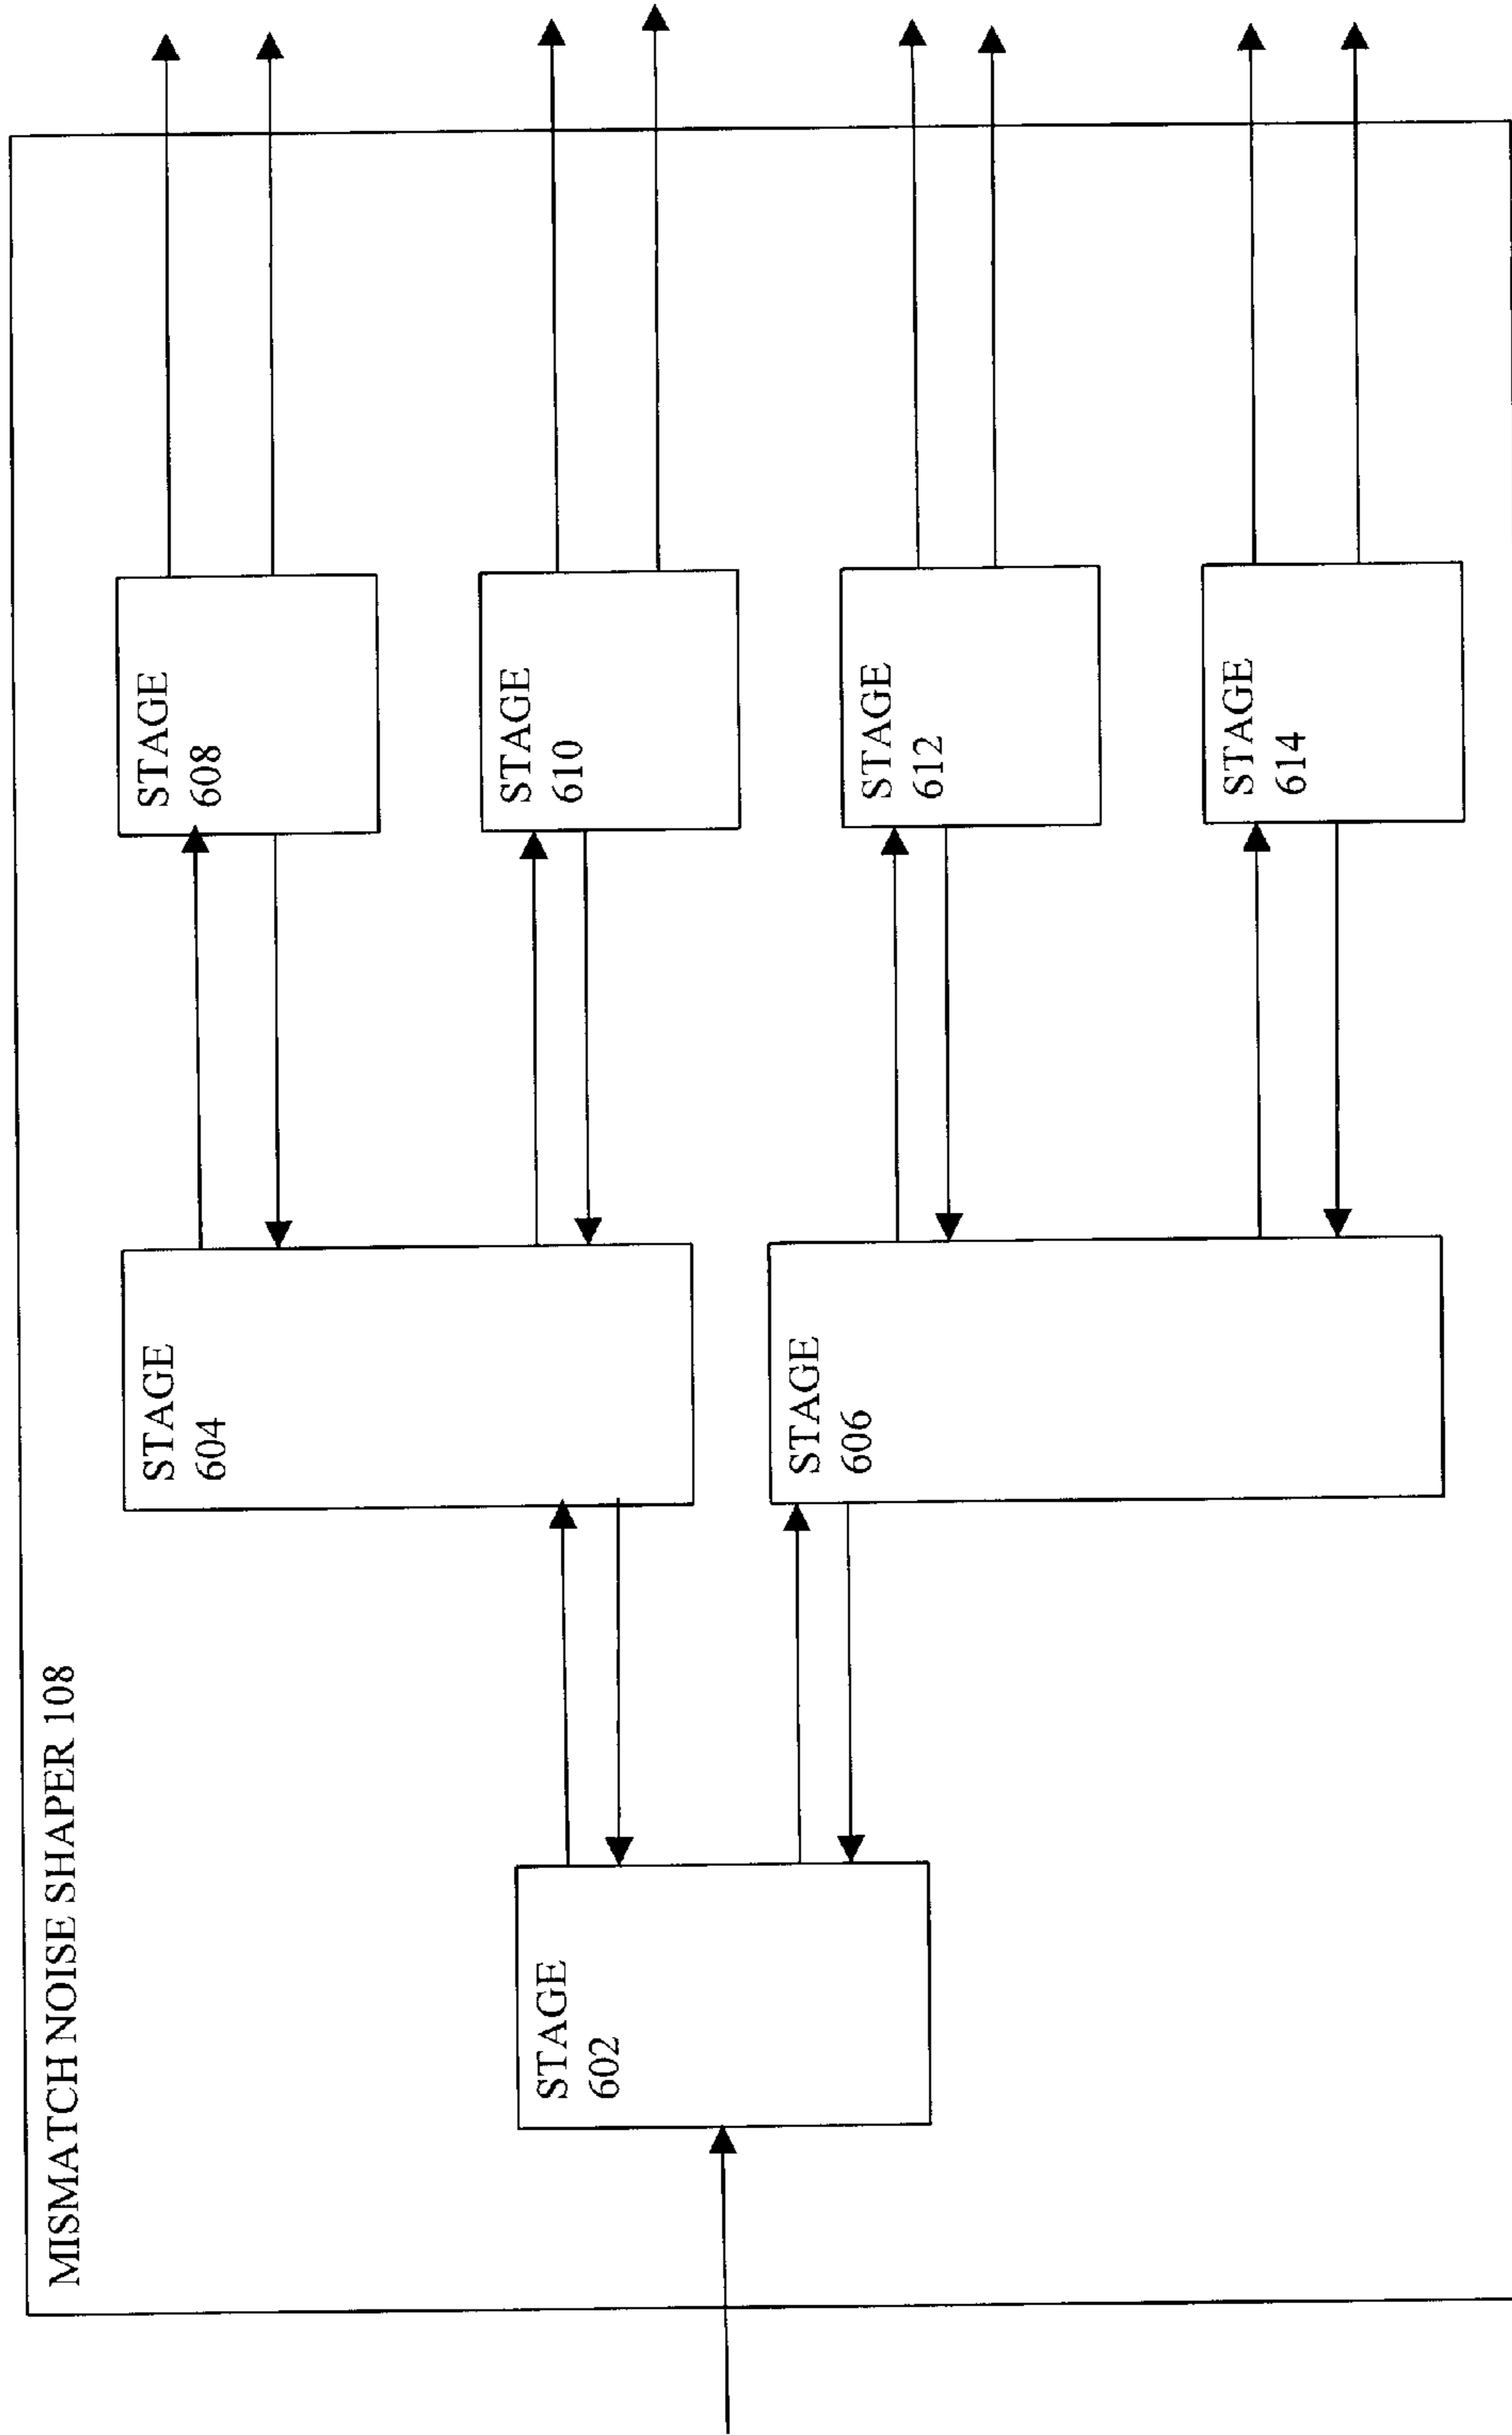 MISMATCH NOISE SHAPER 108
STAGE
602
STAGE
604
STAGE
606
STAGE
608
STAGE
610
STAGE
612
STAGE
614